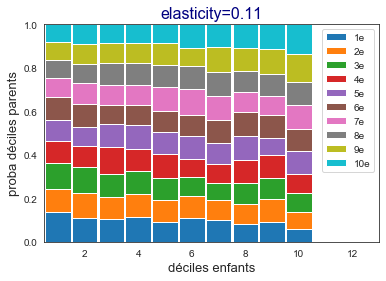 elasticity=0.11
proba déciles parents
1.0
0.8
0.6
0.4
0.2
0.0
2
4
6
8
10
12
déciles enfants
1e
2e
3e
4e
5e
6e
7e
8e
9e
10e